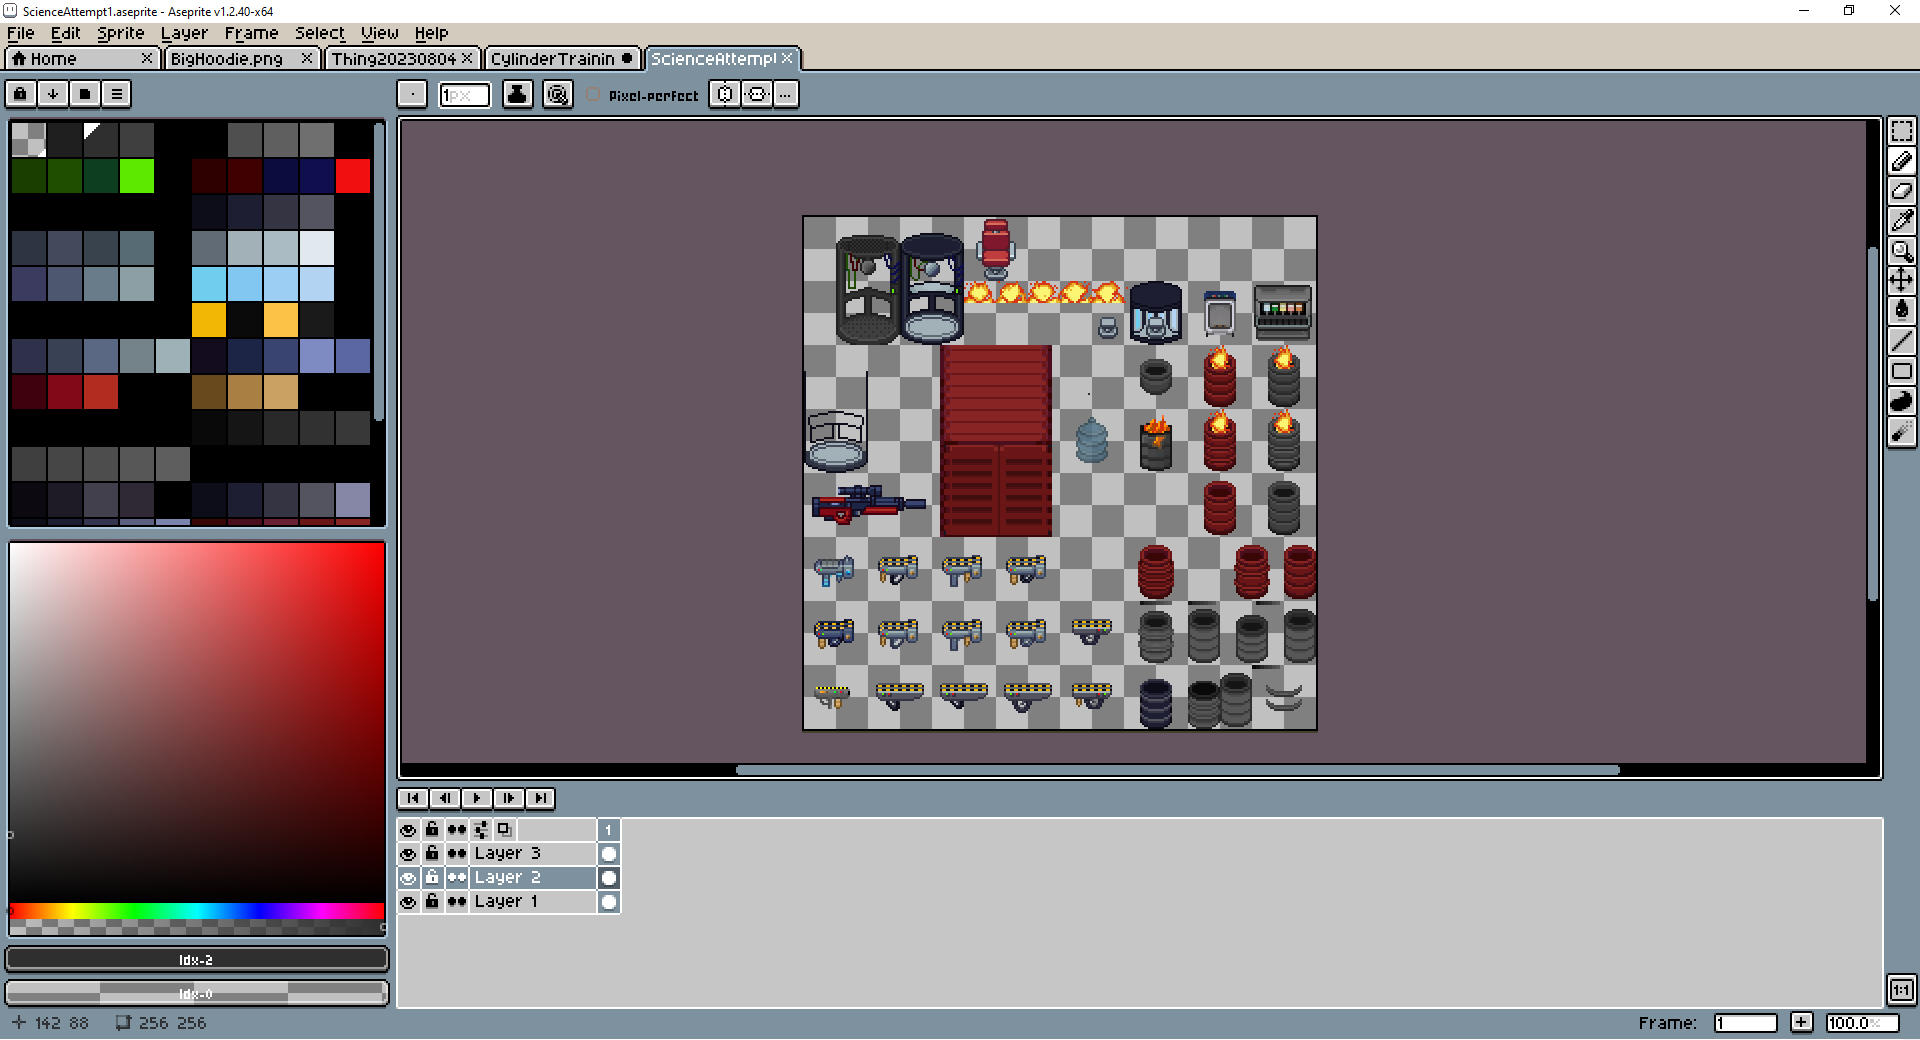 ScienceAttempt1.aseprite - Aseprite v1.2.40-x64
File Edit Sprite Layer Frame Select View Help
Home BigHoodie.png Thing20230804 CylinderTrainin ScienceAttempl
1px Pixel-perfect
1
Layer 3
Layer 2
Layer 1
Idx-2
Idx-0
1:1
142 88 256 256 Frame: 1 + 100.0%